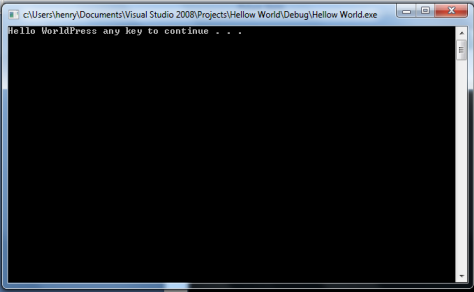 c:\Users\henry\Documents\Visual Studio 2008\Projects\Hellow World\Debug\Hellow World.exe
Hello WorldPress any key to continue . . .